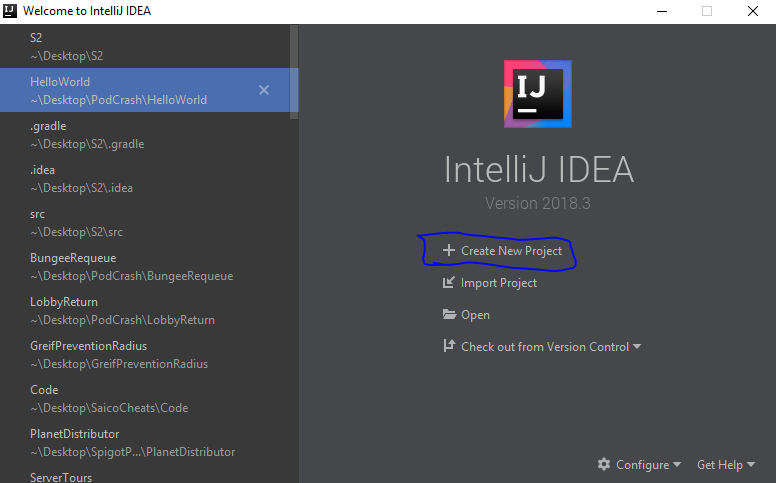 Welcome to IntelliJ IDEA
S2
~\Desktop\S2
HelloWorld
~\Desktop\PodCrash\HelloWorld
.gradle
~\Desktop\S2\.gradle
.idea
~\Desktop\S2\.idea
src
~\Desktop\S2\src
BungeeRequeue
~\Desktop\PodCrash\BungeeRequeue
LobbyReturn
~\Desktop\PodCrash\LobbyReturn
GreifPreventionRadius
~\Desktop\GreifPreventionRadius
Code
~\Desktop\SaicoCheats\Code
PlanetDistributor
~\Desktop\SpigotP...\PlanetDistributor
ServerTours
IJ
IntelliJ IDEA
Version 2018.3
Create New Project
Import Project
Open
Check out from Version Control
Configure
Get Help